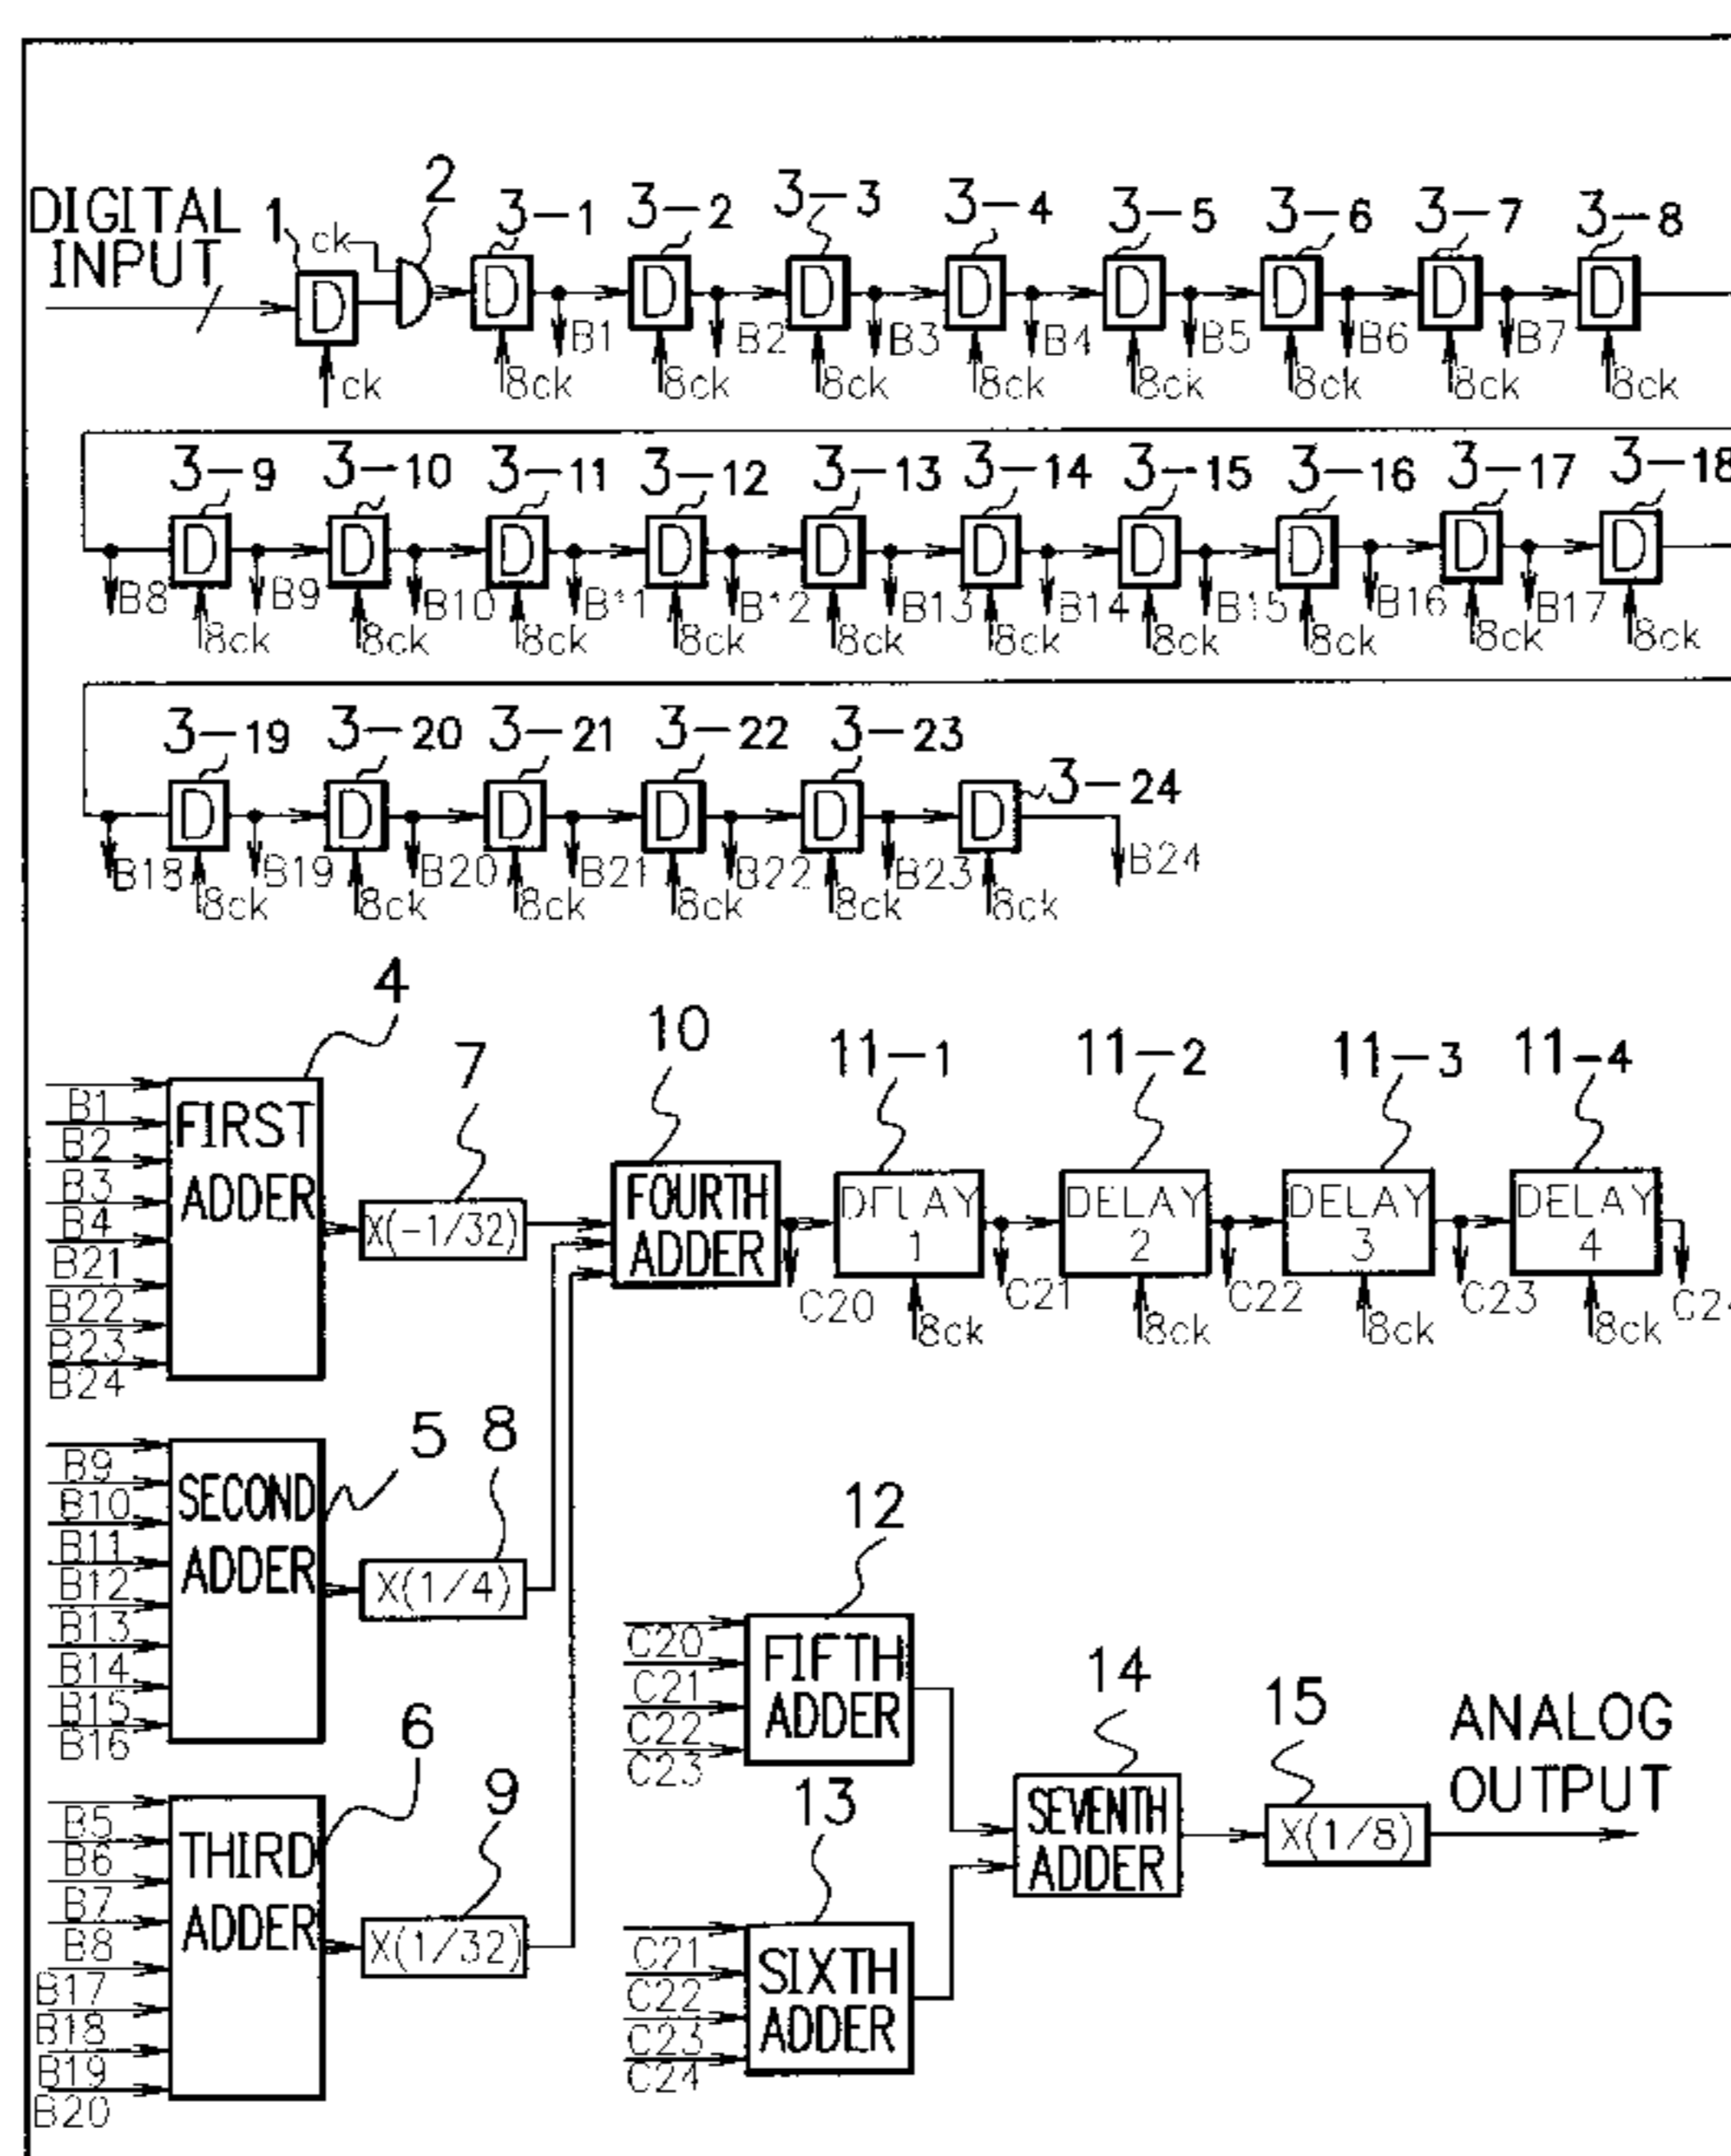 DIGITAL
INPUT
1
ck
2
3-1
3-2
3-3
3-4
3-5
3-6
3-7
3-8
D D D D D D D D D
B1 B2 B3 B4 B5 B6 B7
ck 8ck 8ck 8ck 8ck 8ck 8ck 8ck 8ck
3-9 3-10 3-11 3-12 3-13 3-14 3-15 3-16 3-17 3-18
D D D D D D D D D D
B8 B9 B10 B11 B12 B13 B14 B15 B16 B17
8ck 8ck 8ck 8ck 8ck 8ck 8ck 8ck 8ck 8ck
3-19 3-20 3-21 3-22 3-23 3-24
D D D D D D
B18 B19 B20 B21 B22 B23 B24
8ck 8ck 8ck 8ck 8ck 8ck
4
B1
B2
B3
B4
B21
B22
B23
B24
FIRST
ADDER
7
X(-1/32)
10
FOURTH
ADDER
C20
11-1
DELAY
1
8ck
C21
11-2
DELAY
2
8ck
C22
11-3
DELAY
3
8ck
C23
11-4
DELAY
4
8ck
C24
5
B9
B10
B11
B12
B13
B14
B15
B16
SECOND
ADDER
8
X(1/4)
6
B5
B6
B7
B8
B17
B18
B19
B20
THIRD
ADDER
9
X(1/32)
12
C20
C21
C22
C23
FIFTH
ADDER
13
C21
C22
C23
C24
SIXTH
ADDER
14
SEVENTH
ADDER
15
X(1/8)
ANALOG
OUTPUT